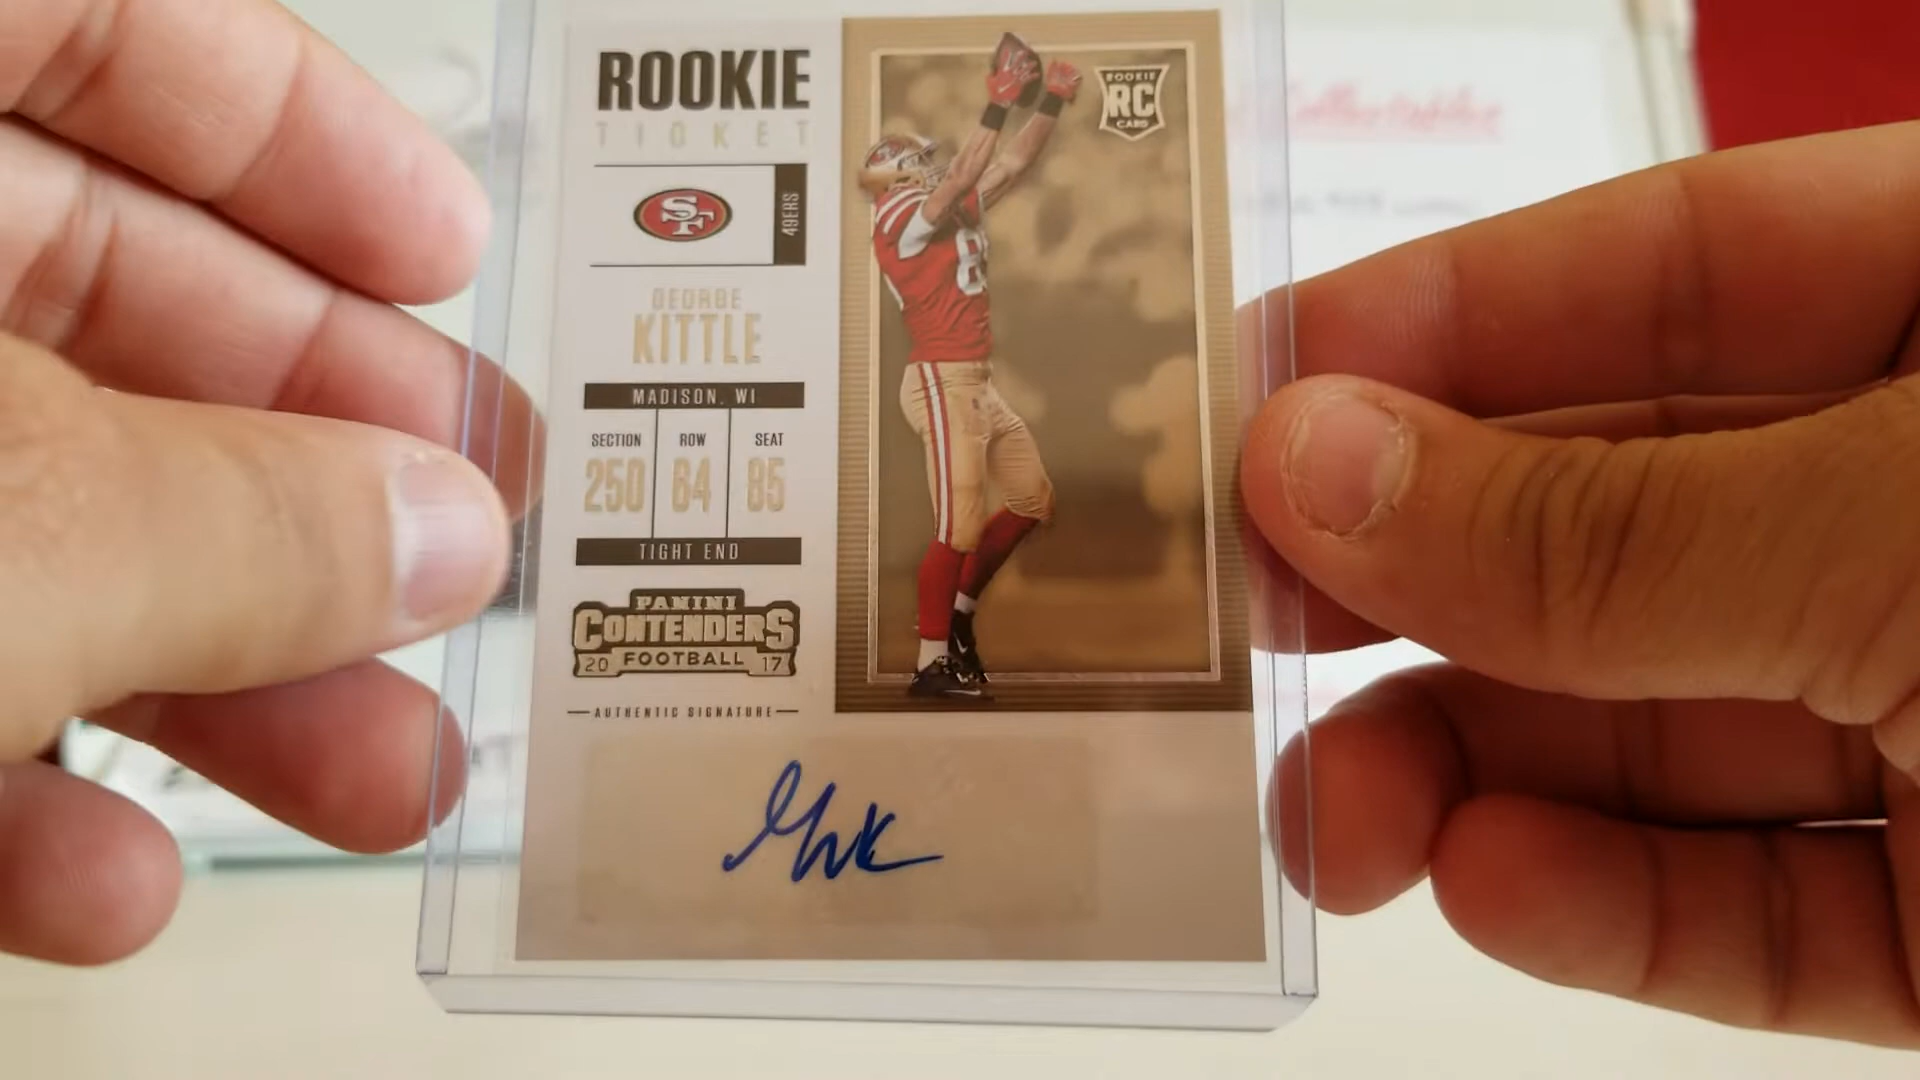 ROOKIE
TICKET
SF
49ERS
GEORGE
KITTLE
MADISON, WI
SECTION ROW SEAT
250 64 85
TIGHT END
PANINI
CONTENDERS
20 FOOTBALL 17
AUTHENTIC SIGNATURE
ROOKIE
RC
CARD